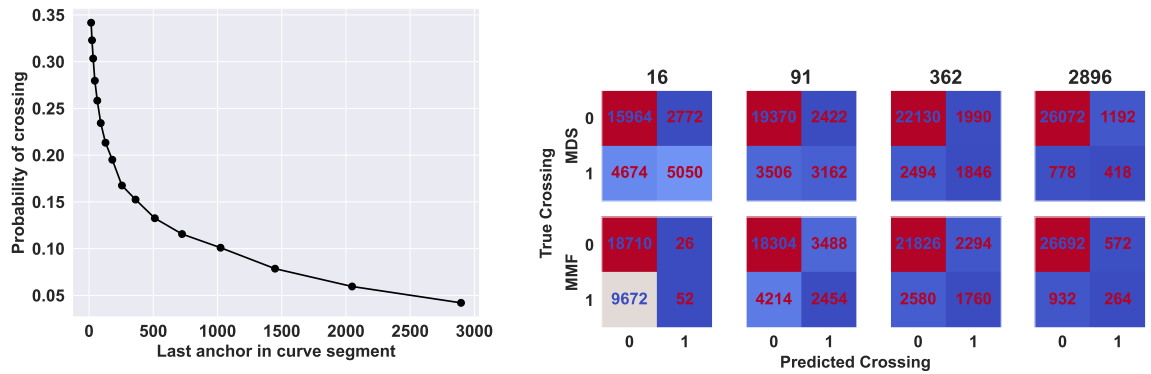 0.35
0.30
0.25
0.20
0.15
0.10
0.05
Probability of crossing
0 500 1000 1500 2000 2500 3000
Last anchor in curve segment
16 91 362 2896
True Crossing
MDS
0 15964 2772 19370 2422 22130 1990 26072 1192
1 4674 5050 3506 3162 2494 1846 778 418
MMF
0 18710 26 18304 3488 21826 2294 26692 572
1 9672 52 4214 2454 2580 1760 932 264
0 1 0 1 0 1 0 1
Predicted Crossing